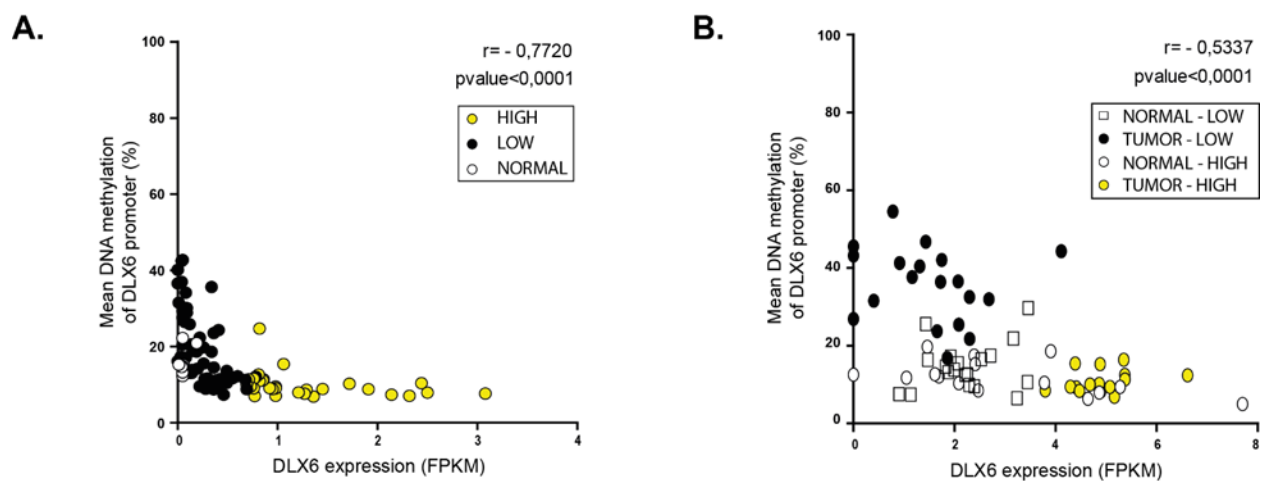 A.
r= - 0,7720
pvalue<0,0001
HIGH
LOW
NORMAL
100
80
60
40
20
0
0 1 2 3 4
Mean DNA methylation
of DLX6 promoter (%)
DLX6 expression (FPKM)
B.
r= - 0,5337
pvalue<0,0001
NORMAL - LOW
TUMOR - LOW
NORMAL - HIGH
TUMOR - HIGH
100
80
60
40
20
0
0 2 4 6 8
Mean DNA methylation
of DLX6 promoter (%)
DLX6 expression (FPKM)